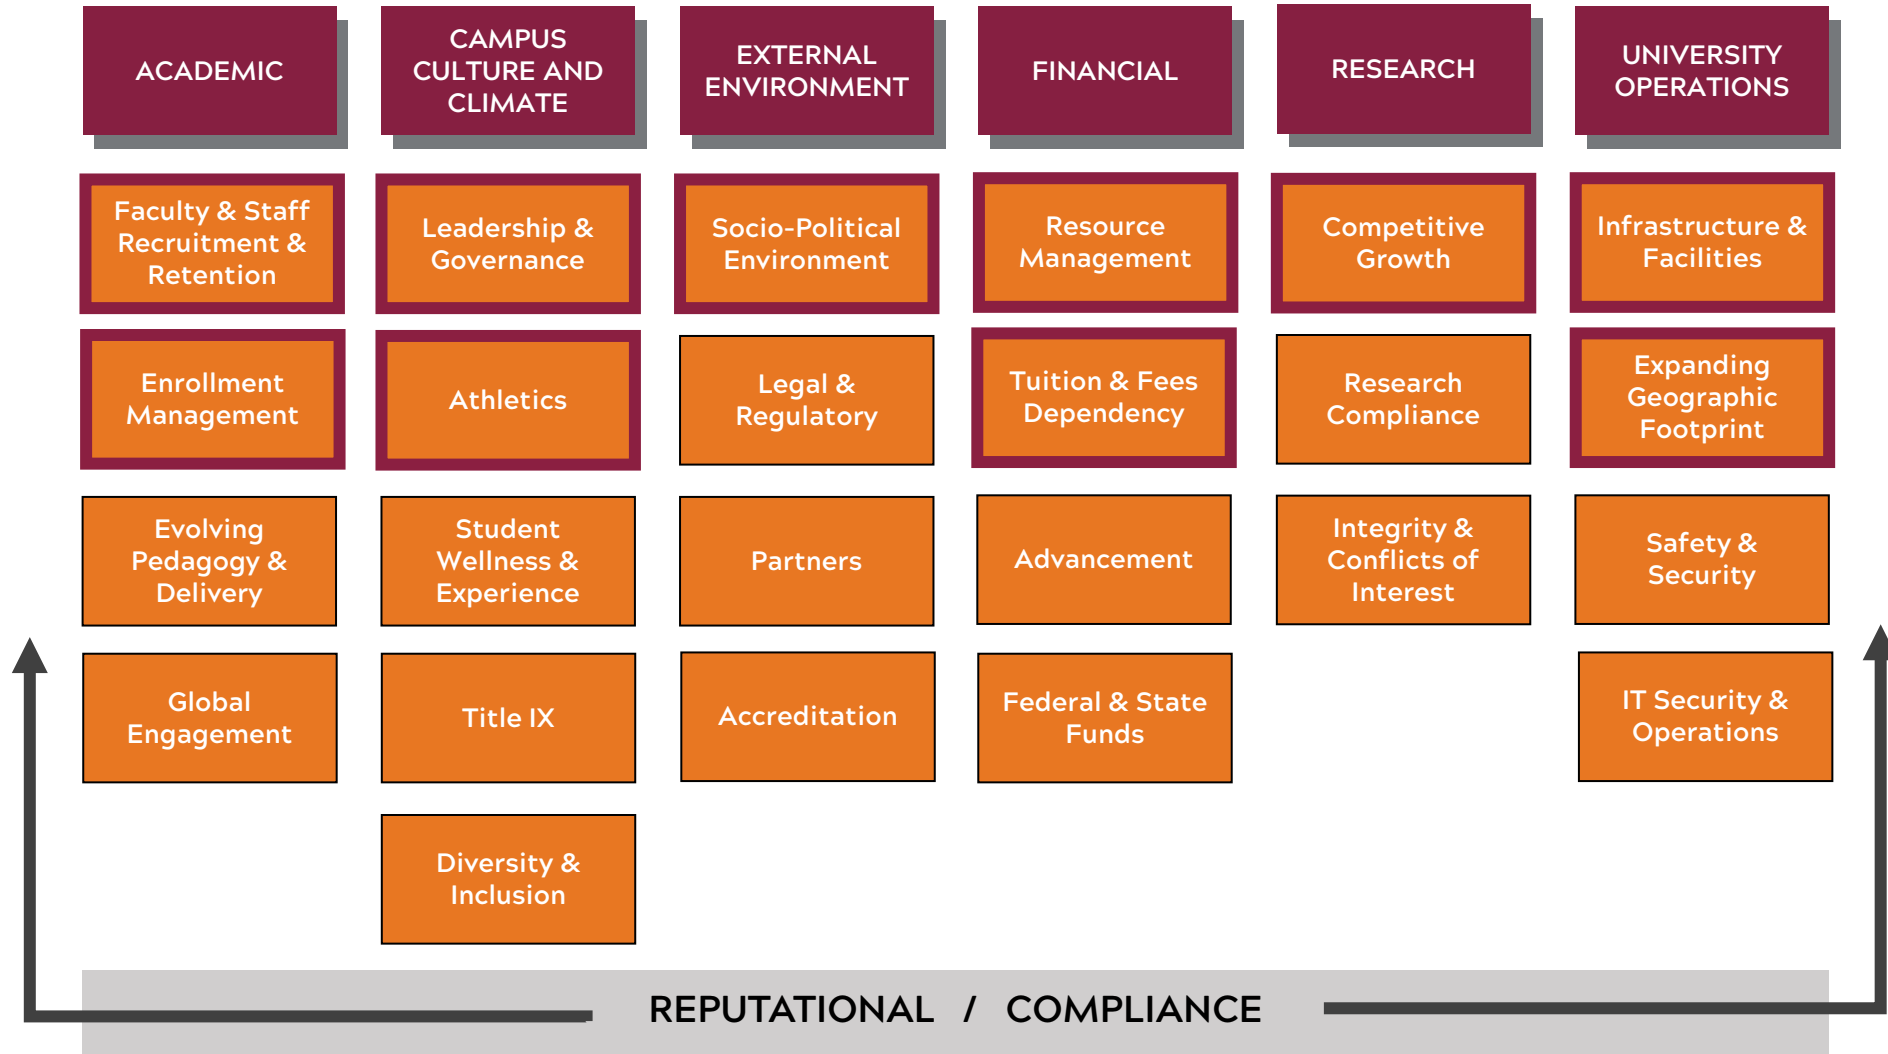 ACADEMIC
CAMPUS
CULTURE AND
CLIMATE
EXTERNAL
ENVIRONMENT
FINANCIAL
RESEARCH
UNIVERSITY
OPERATIONS
Faculty & Staff
Recruitment &
Retention
Leadership &
Governance
Socio-Political
Environment
Resource
Management
Competitive
Growth
Infrastructure &
Facilities
Enrollment
Management
Athletics
Legal &
Regulatory
Tuition & Fees
Dependency
Research
Compliance
Expanding
Geographic
Footprint
Evolving
Pedagogy &
Delivery
Student
Wellness &
Experience
Partners
Advancement
Integrity &
Conflicts of
Interest
Safety &
Security
Global
Engagement
Title IX
Accreditation
Federal & State
Funds
IT Security &
Operations
Diversity &
Inclusion
REPUTATIONAL / COMPLIANCE